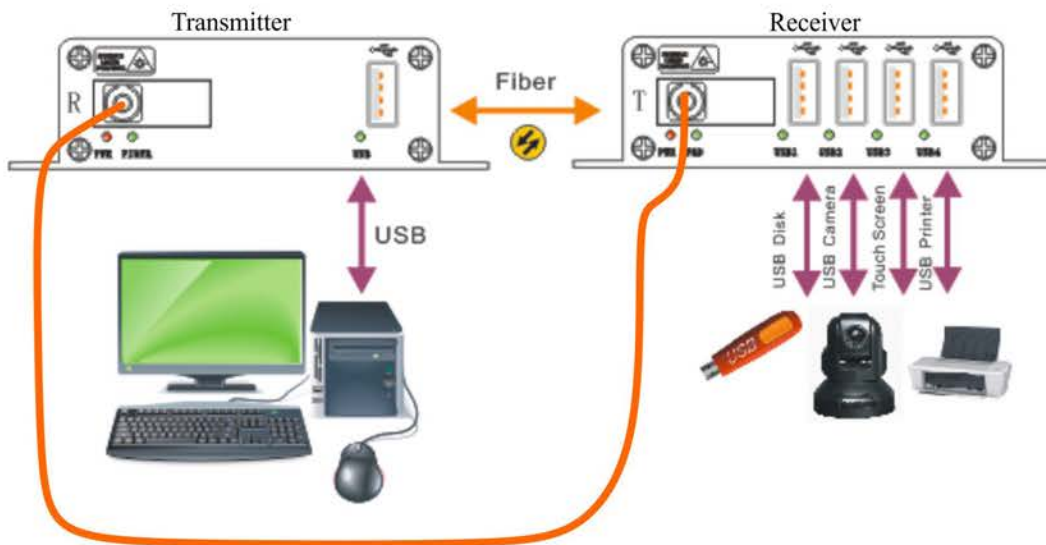 Transmitter
Receiver
R
T
Fiber
PWR FIBER
USB
USB1 USB2 USB3 USB4
USB
USB Disk
USB Camera
Touch Screen
USB Printer
USB